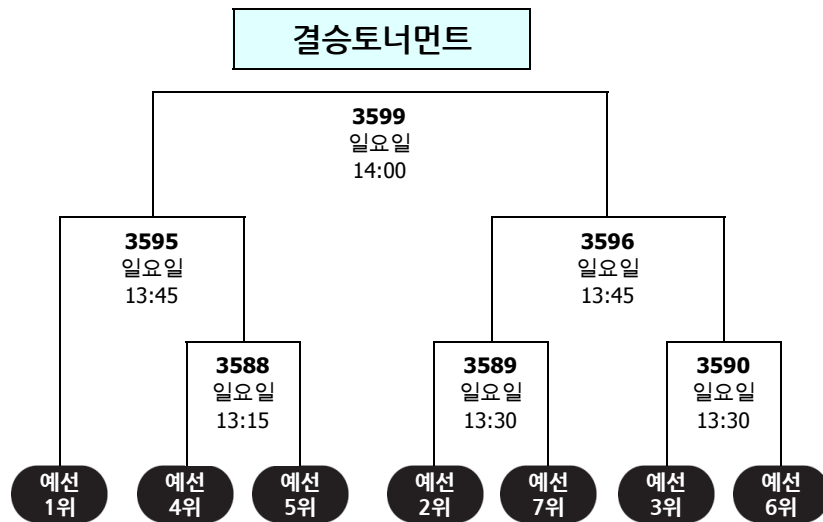 결승토너먼트
3599
일요일
14:00
3595
일요일
13:45
3596
일요일
13:45
3588
일요일
13:15
3589
일요일
13:30
3590
일요일
13:30
예선
1위
예선
4위
예선
5위
예선
2위
예선
7위
예선
3위
예선
6위